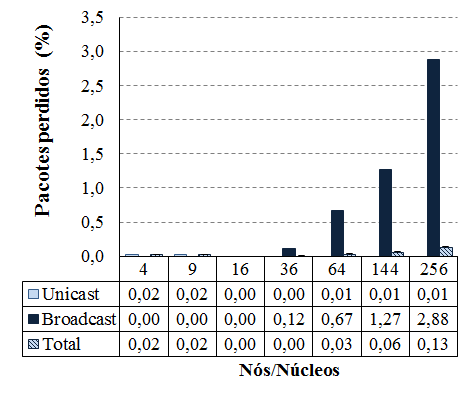 3,5
3,0
2,5
2,0
1,5
1,0
0,5
0,0
Pacotes perdidos (%)
4 9 16 36 64 144 256
Unicast 0,02 0,02 0,00 0,00 0,01 0,01 0,01
Broadcast 0,00 0,00 0,00 0,12 0,67 1,27 2,88
Total 0,02 0,02 0,00 0,00 0,03 0,06 0,13
Nós/Núcleos